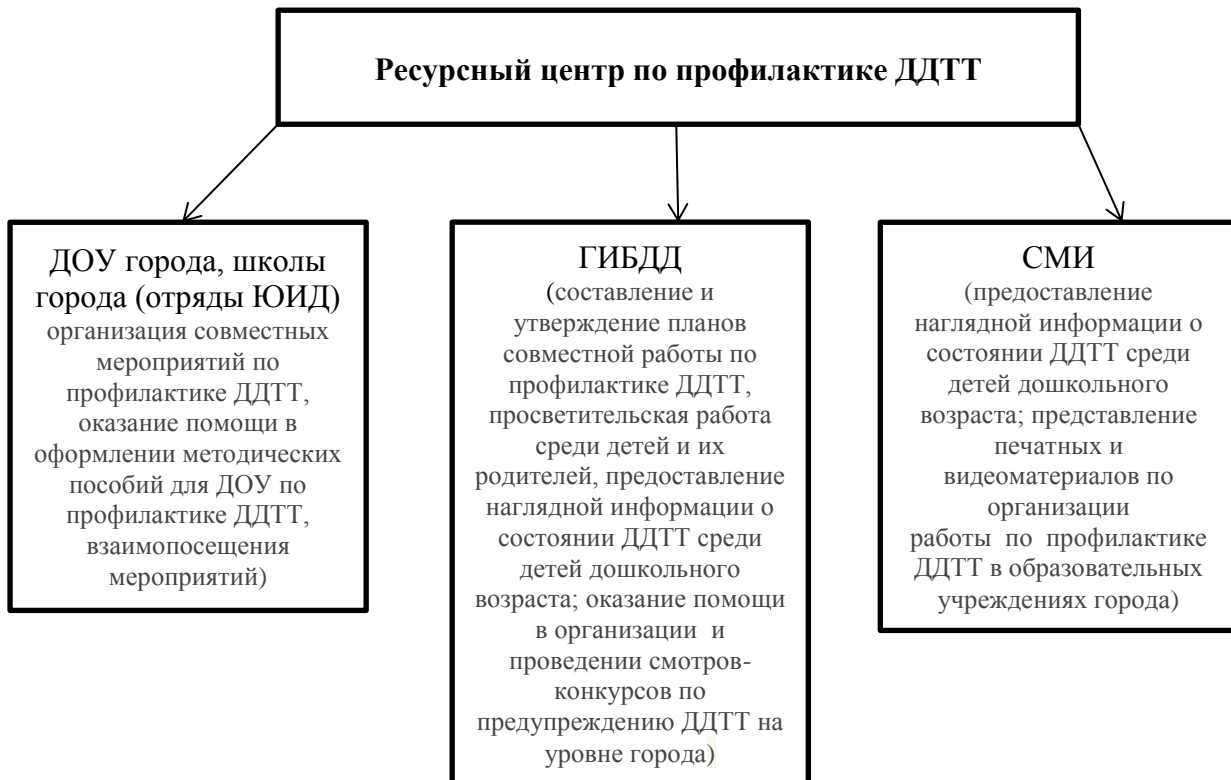 Ресурсный центр по профилактике ДДТТ
ДОУ города, школы
города (отряды ЮИД)
организация совместных
мероприятий по
профилактике ДДТТ,
оказание помощи в
оформлении методических
пособий для ДОУ по
профилактике ДДТТ,
взаимопосещения
мероприятий)
ГИБДД
(составление и
утверждение планов
совместной работы по
профилактике ДДТТ,
просветительская работа
среди детей и их
родителей, предоставление
наглядной информации о
состоянии ДДТТ среди
детей дошкольного
возраста; оказание помощи
в организации и
проведении смотров-
конкурсов по
предупреждению ДДТТ на
уровне города)
СМИ
(предоставление
наглядной информации о
состоянии ДДТТ среди
детей дошкольного
возраста; представление
печатных и
видеоматериалов по
организации
работы по профилактике
ДДТТ в образовательных
учреждениях города)